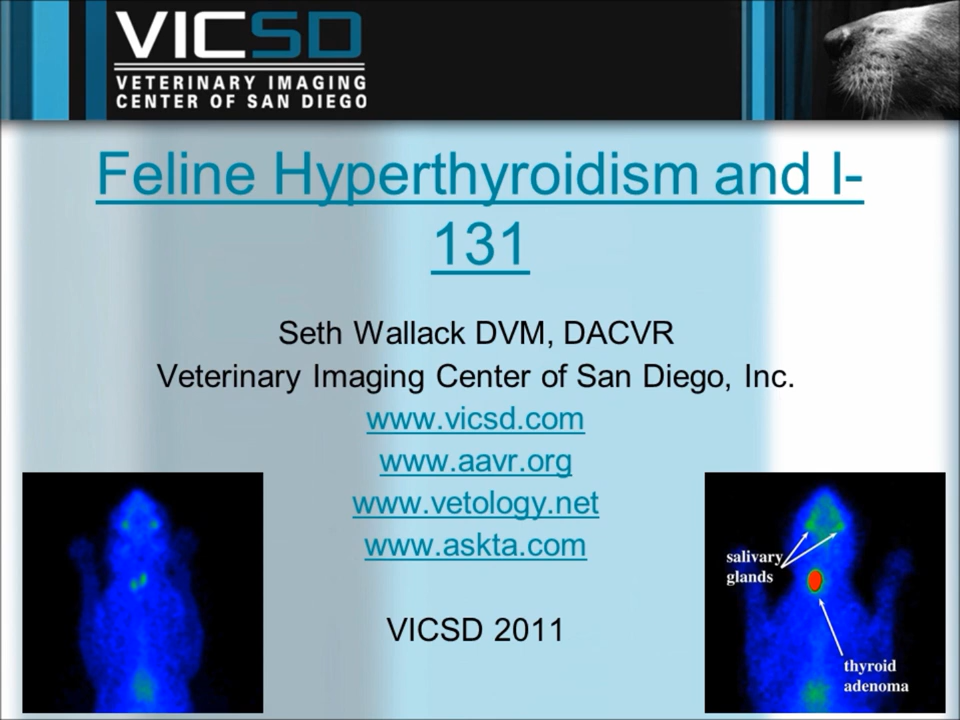 VICSD
VETERINARY IMAGING
CENTER OF SAN DIEGO
Feline Hyperthyroidism and I-
131
Seth Wallack DVM, DACVR
Veterinary Imaging Center of San Diego, Inc.
www.vicsd.com
www.aavr.org
www.vetology.net
www.askta.com
VICSD 2011
salivary
glands
thyroid
adenoma